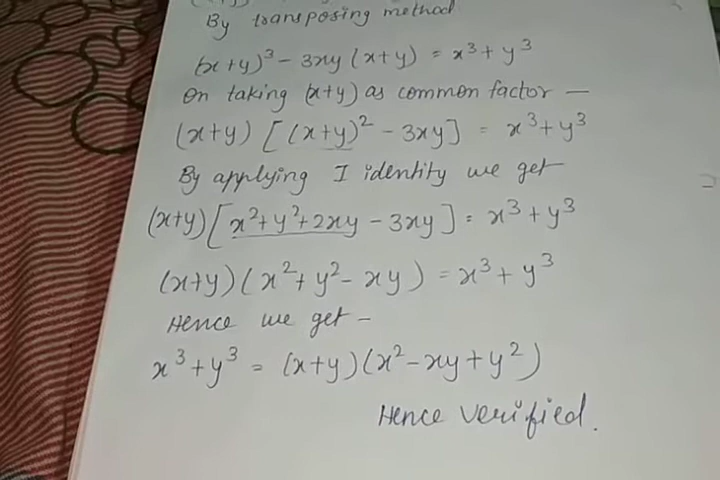 By transposing method
(x+y)³ - 3xy (x+y) = x³ + y³
On taking (x+y) as common factor —
(x+y) [(x+y)² - 3xy] = x³ + y³
By applying I identity we get
(x+y) [x² + y² + 2xy - 3xy] = x³ + y³
(x+y) (x² + y² - xy) = x³ + y³
Hence we get -
x³ + y³ = (x+y) (x² - xy + y²)
Hence verified.